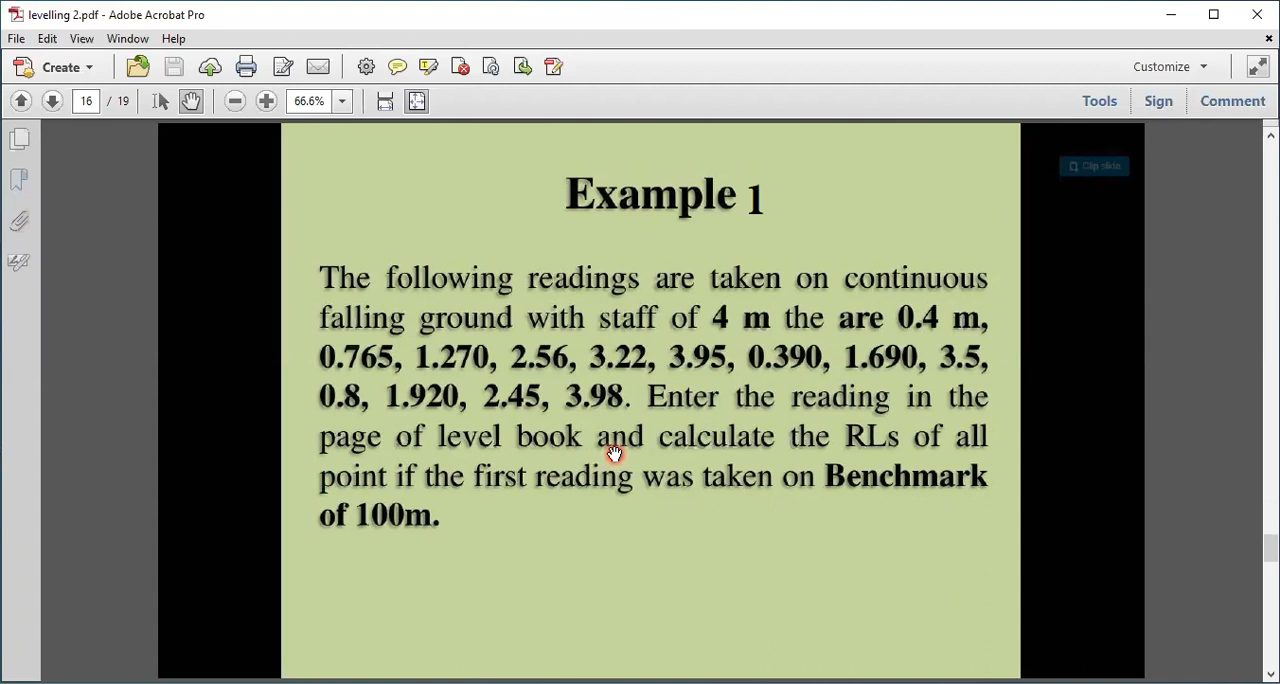 levelling 2.pdf - Adobe Acrobat Pro
File Edit View Window Help
Create Customize
16 / 19 66.6% Tools Sign Comment
Clip slide
Example 1
The following readings are taken on continuous
falling ground with staff of 4 m the are 0.4 m,
0.765, 1.270, 2.56, 3.22, 3.95, 0.390, 1.690, 3.5,
0.8, 1.920, 2.45, 3.98. Enter the reading in the
page of level book and calculate the RLs of all
point if the first reading was taken on Benchmark
of 100m.